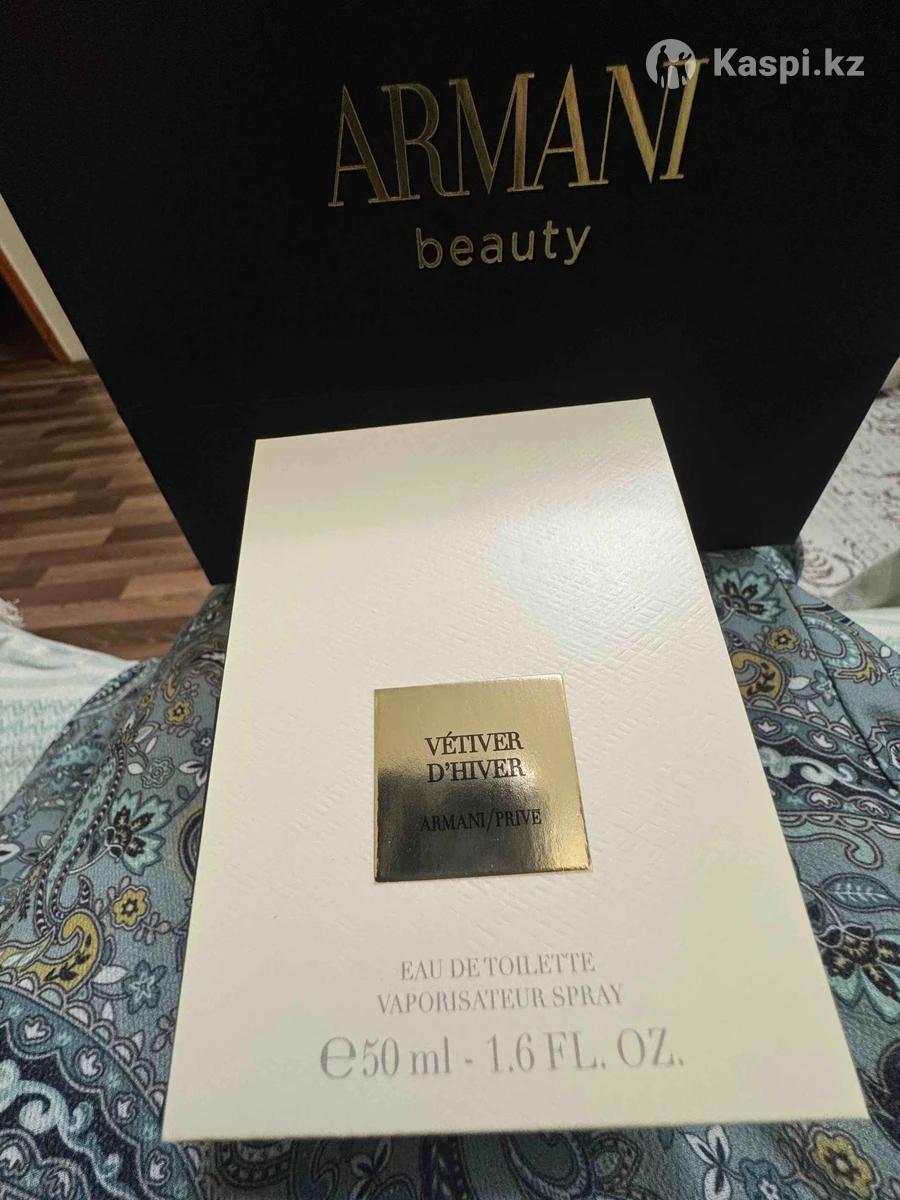 Kaspi.kz
ARMANI
beauty
VÉTIVER
D'HIVER
ARMANI/PRIVE
EAU DE TOILETTE
VAPORISATEUR SPRAY
℮50 ml - 1.6 FL. OZ.